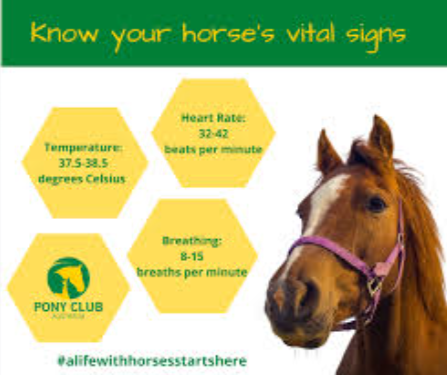 Know your horse's vital signs
Heart Rate:
32-42
beats per minute
Temperature:
37.5-38.5
degrees Celsius
Breathing:
8-15
breaths per minute
PONY CLUB
AUSTRALIA
#alifewithhorsesstartshere